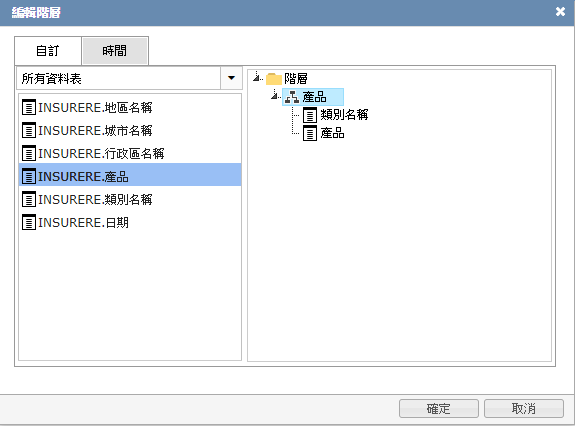 編輯階層
自訂
時間
所有資料表
INSURERE.地區名稱
INSURERE.城市名稱
INSURERE.行政區名稱
INSURERE.產品
INSURERE.類別名稱
INSURERE.日期
階層
產品
類別名稱
產品
確定
取消